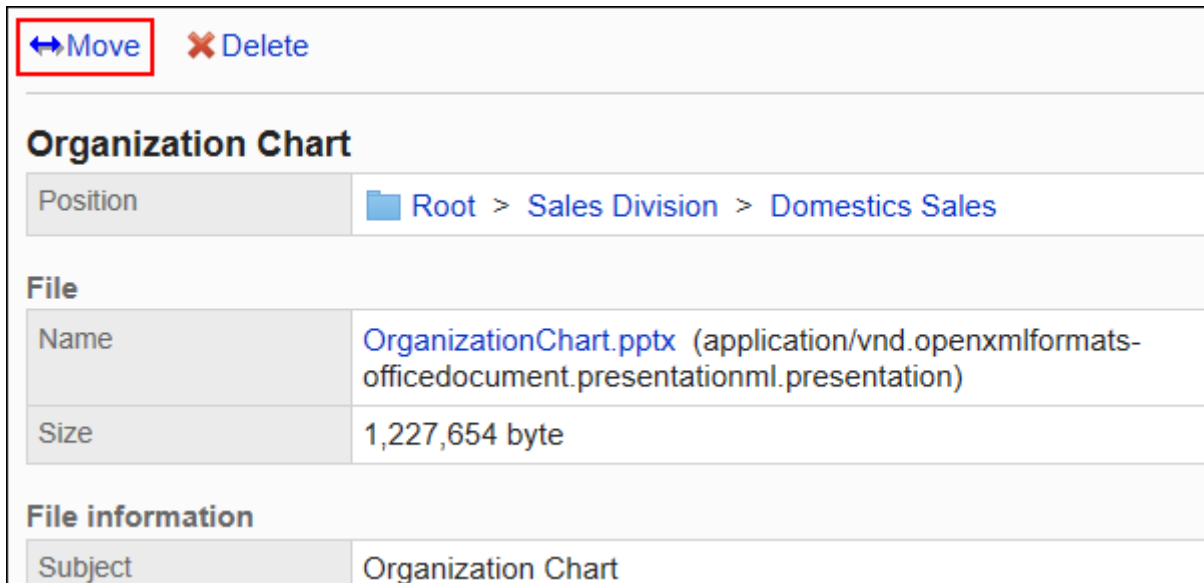 Move Delete
Organization Chart
Position Root > Sales Division > Domestics Sales
File
Name OrganizationChart.pptx (application/vnd.openxmlformats-
officedocument.presentationml.presentation)
Size 1,227,654 byte
File information
Subject Organization Chart